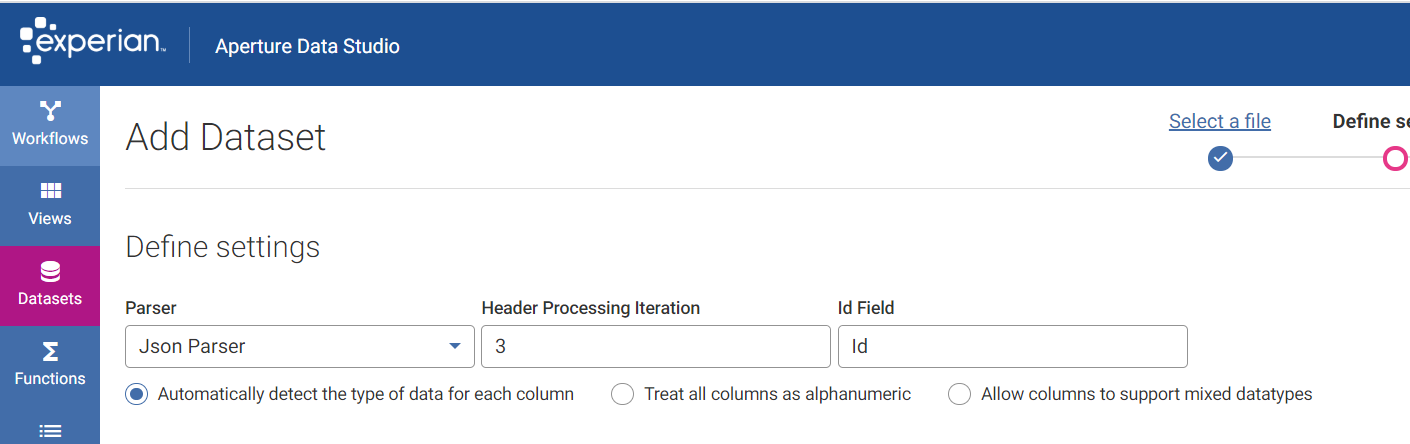 experian™
Aperture Data Studio
Workflows
Views
Datasets
Functions
Add Dataset
Select a file
Define se
Define settings
Parser
Header Processing Iteration
Id Field
Json Parser
3
Id
Automatically detect the type of data for each column
Treat all columns as alphanumeric
Allow columns to support mixed datatypes